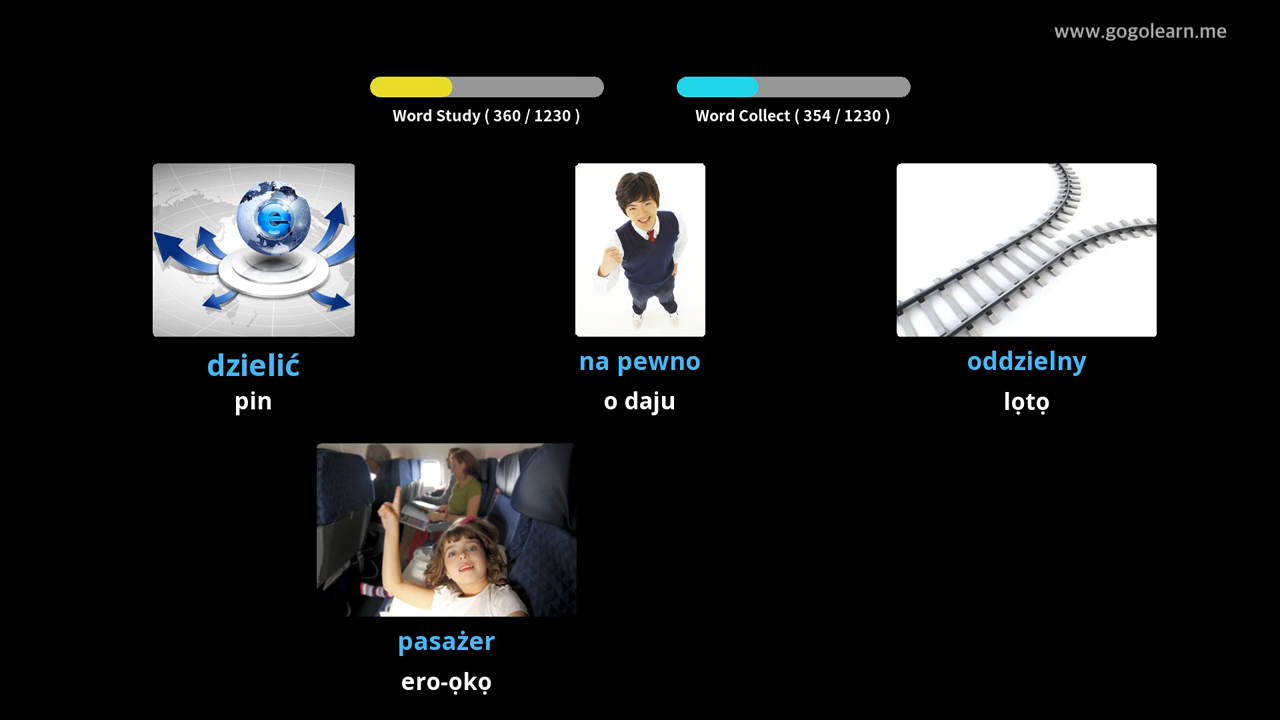 www.gogolearn.me
Word Study ( 360 / 1230 )
Word Collect ( 354 / 1230 )
e
dzielić
na pewno
oddzielny
pin
o daju
lọtọ
pasażer
ero-ọkọ